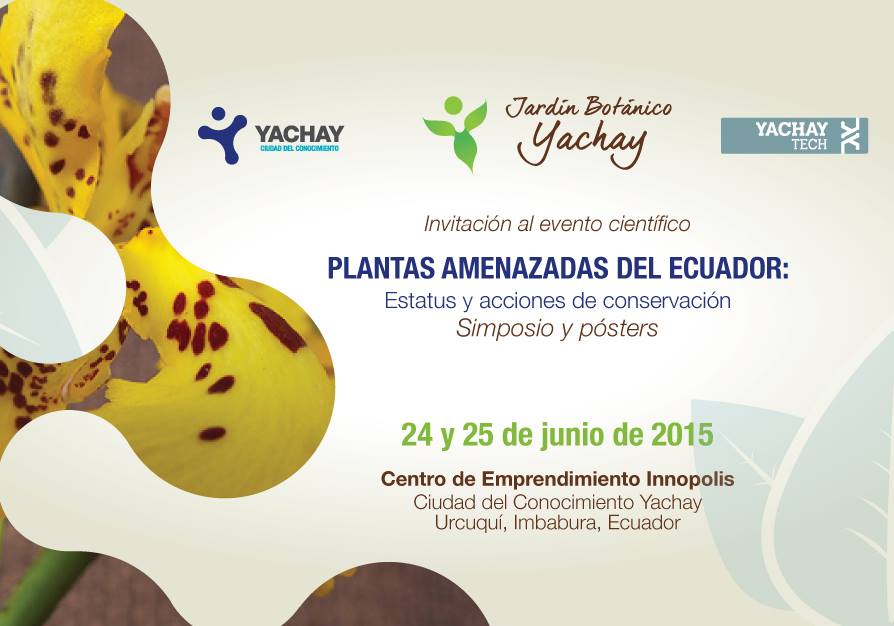 YACHAY
CIUDAD DEL CONOCIMIENTO
Jardín Botánico
Yachay
YACHAY
TECH
Invitación al evento científico
PLANTAS AMENAZADAS DEL ECUADOR:
Estatus y acciones de conservación
Simposio y pósters
24 y 25 de junio de 2015
Centro de Emprendimiento Innopolis
Ciudad del Conocimiento Yachay
Urcuquí, Imbabura, Ecuador